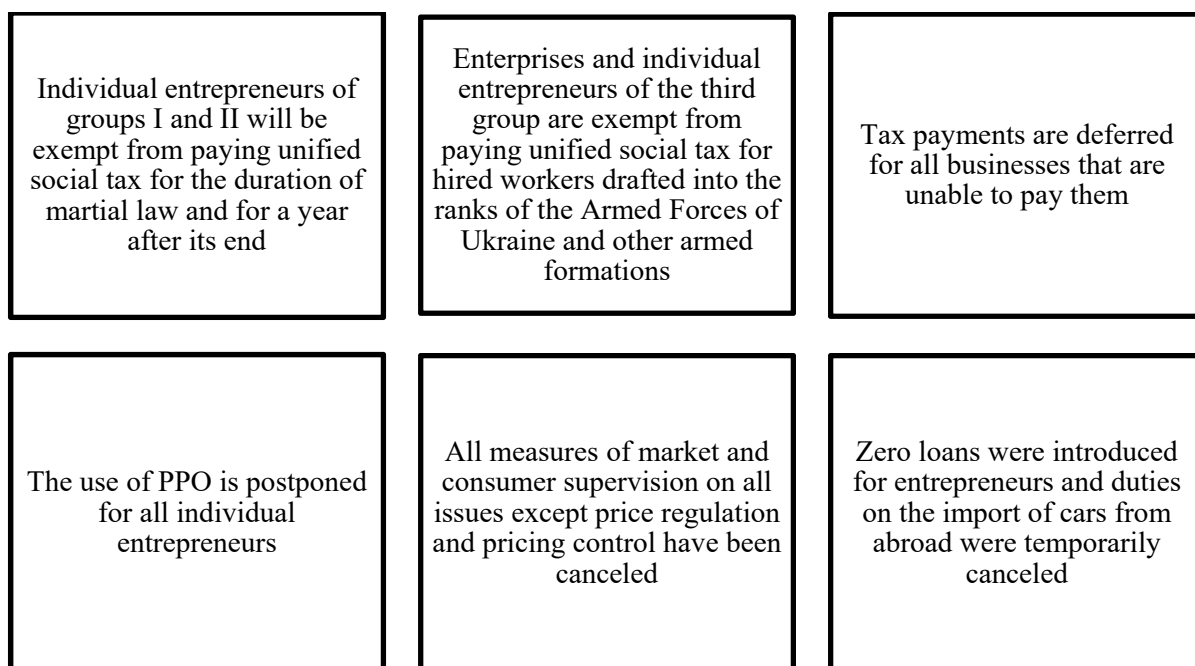 Individual entrepreneurs of
groups I and II will be
exempt from paying unified
social tax for the duration of
martial law and for a year
after its end
Enterprises and individual
entrepreneurs of the third
group are exempt from
paying unified social tax for
hired workers drafted into the
ranks of the Armed Forces of
Ukraine and other armed
formations
Tax payments are deferred
for all businesses that are
unable to pay them
The use of PPO is postponed
for all individual
entrepreneurs
All measures of market and
consumer supervision on all
issues except price regulation
and pricing control have been
canceled
Zero loans were introduced
for entrepreneurs and duties
on the import of cars from
abroad were temporarily
canceled